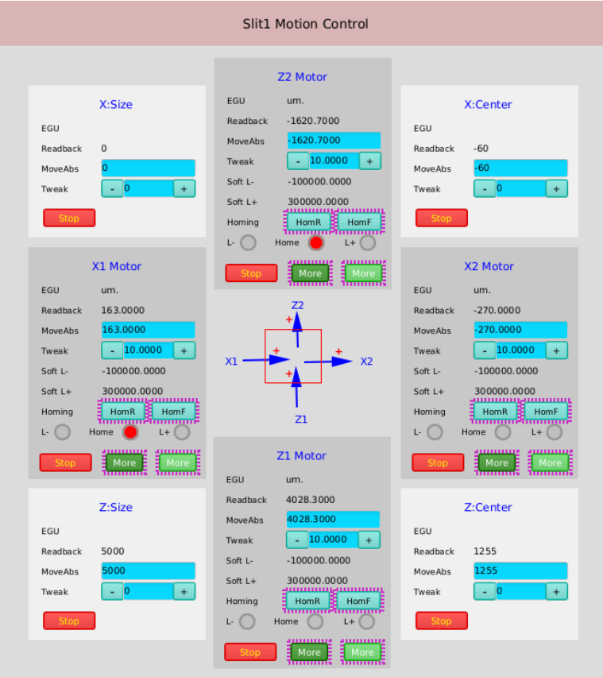 Slit1 Motion Control
X:Size
EGU
Readback 0
MoveAbs 0
Tweak - 0 +
Stop
Z2 Motor
EGU um.
Readback -1620.7000
MoveAbs -1620.7000
Tweak - 10.0000 +
Soft L- -100000.0000
Soft L+ 300000.0000
Homing HomR HomF
L- Home L+
Stop More More
X:Center
EGU
Readback -60
MoveAbs -60
Tweak - 0 +
Stop
X1 Motor
EGU um.
Readback 163.0000
MoveAbs 163.0000
Tweak - 10.0000 +
Soft L- -100000.0000
Soft L+ 300000.0000
Homing HomR HomF
L- Home L+
Stop More More
Z2
+
X1 + + X2
+
Z1
X2 Motor
EGU um.
Readback -270.0000
MoveAbs -270.0000
Tweak - 10.0000 +
Soft L- -100000.0000
Soft L+ 300000.0000
Homing HomR HomF
L- Home L+
Stop More More
Z:Size
EGU
Readback 5000
MoveAbs 5000
Tweak - 0 +
Stop
Z1 Motor
EGU um.
Readback 4028.3000
MoveAbs 4028.3000
Tweak - 10.0000 +
Soft L- -100000.0000
Soft L+ 300000.0000
Homing HomR HomF
L- Home L+
Stop More More
Z:Center
EGU
Readback 1255
MoveAbs 1255
Tweak - 0 +
Stop